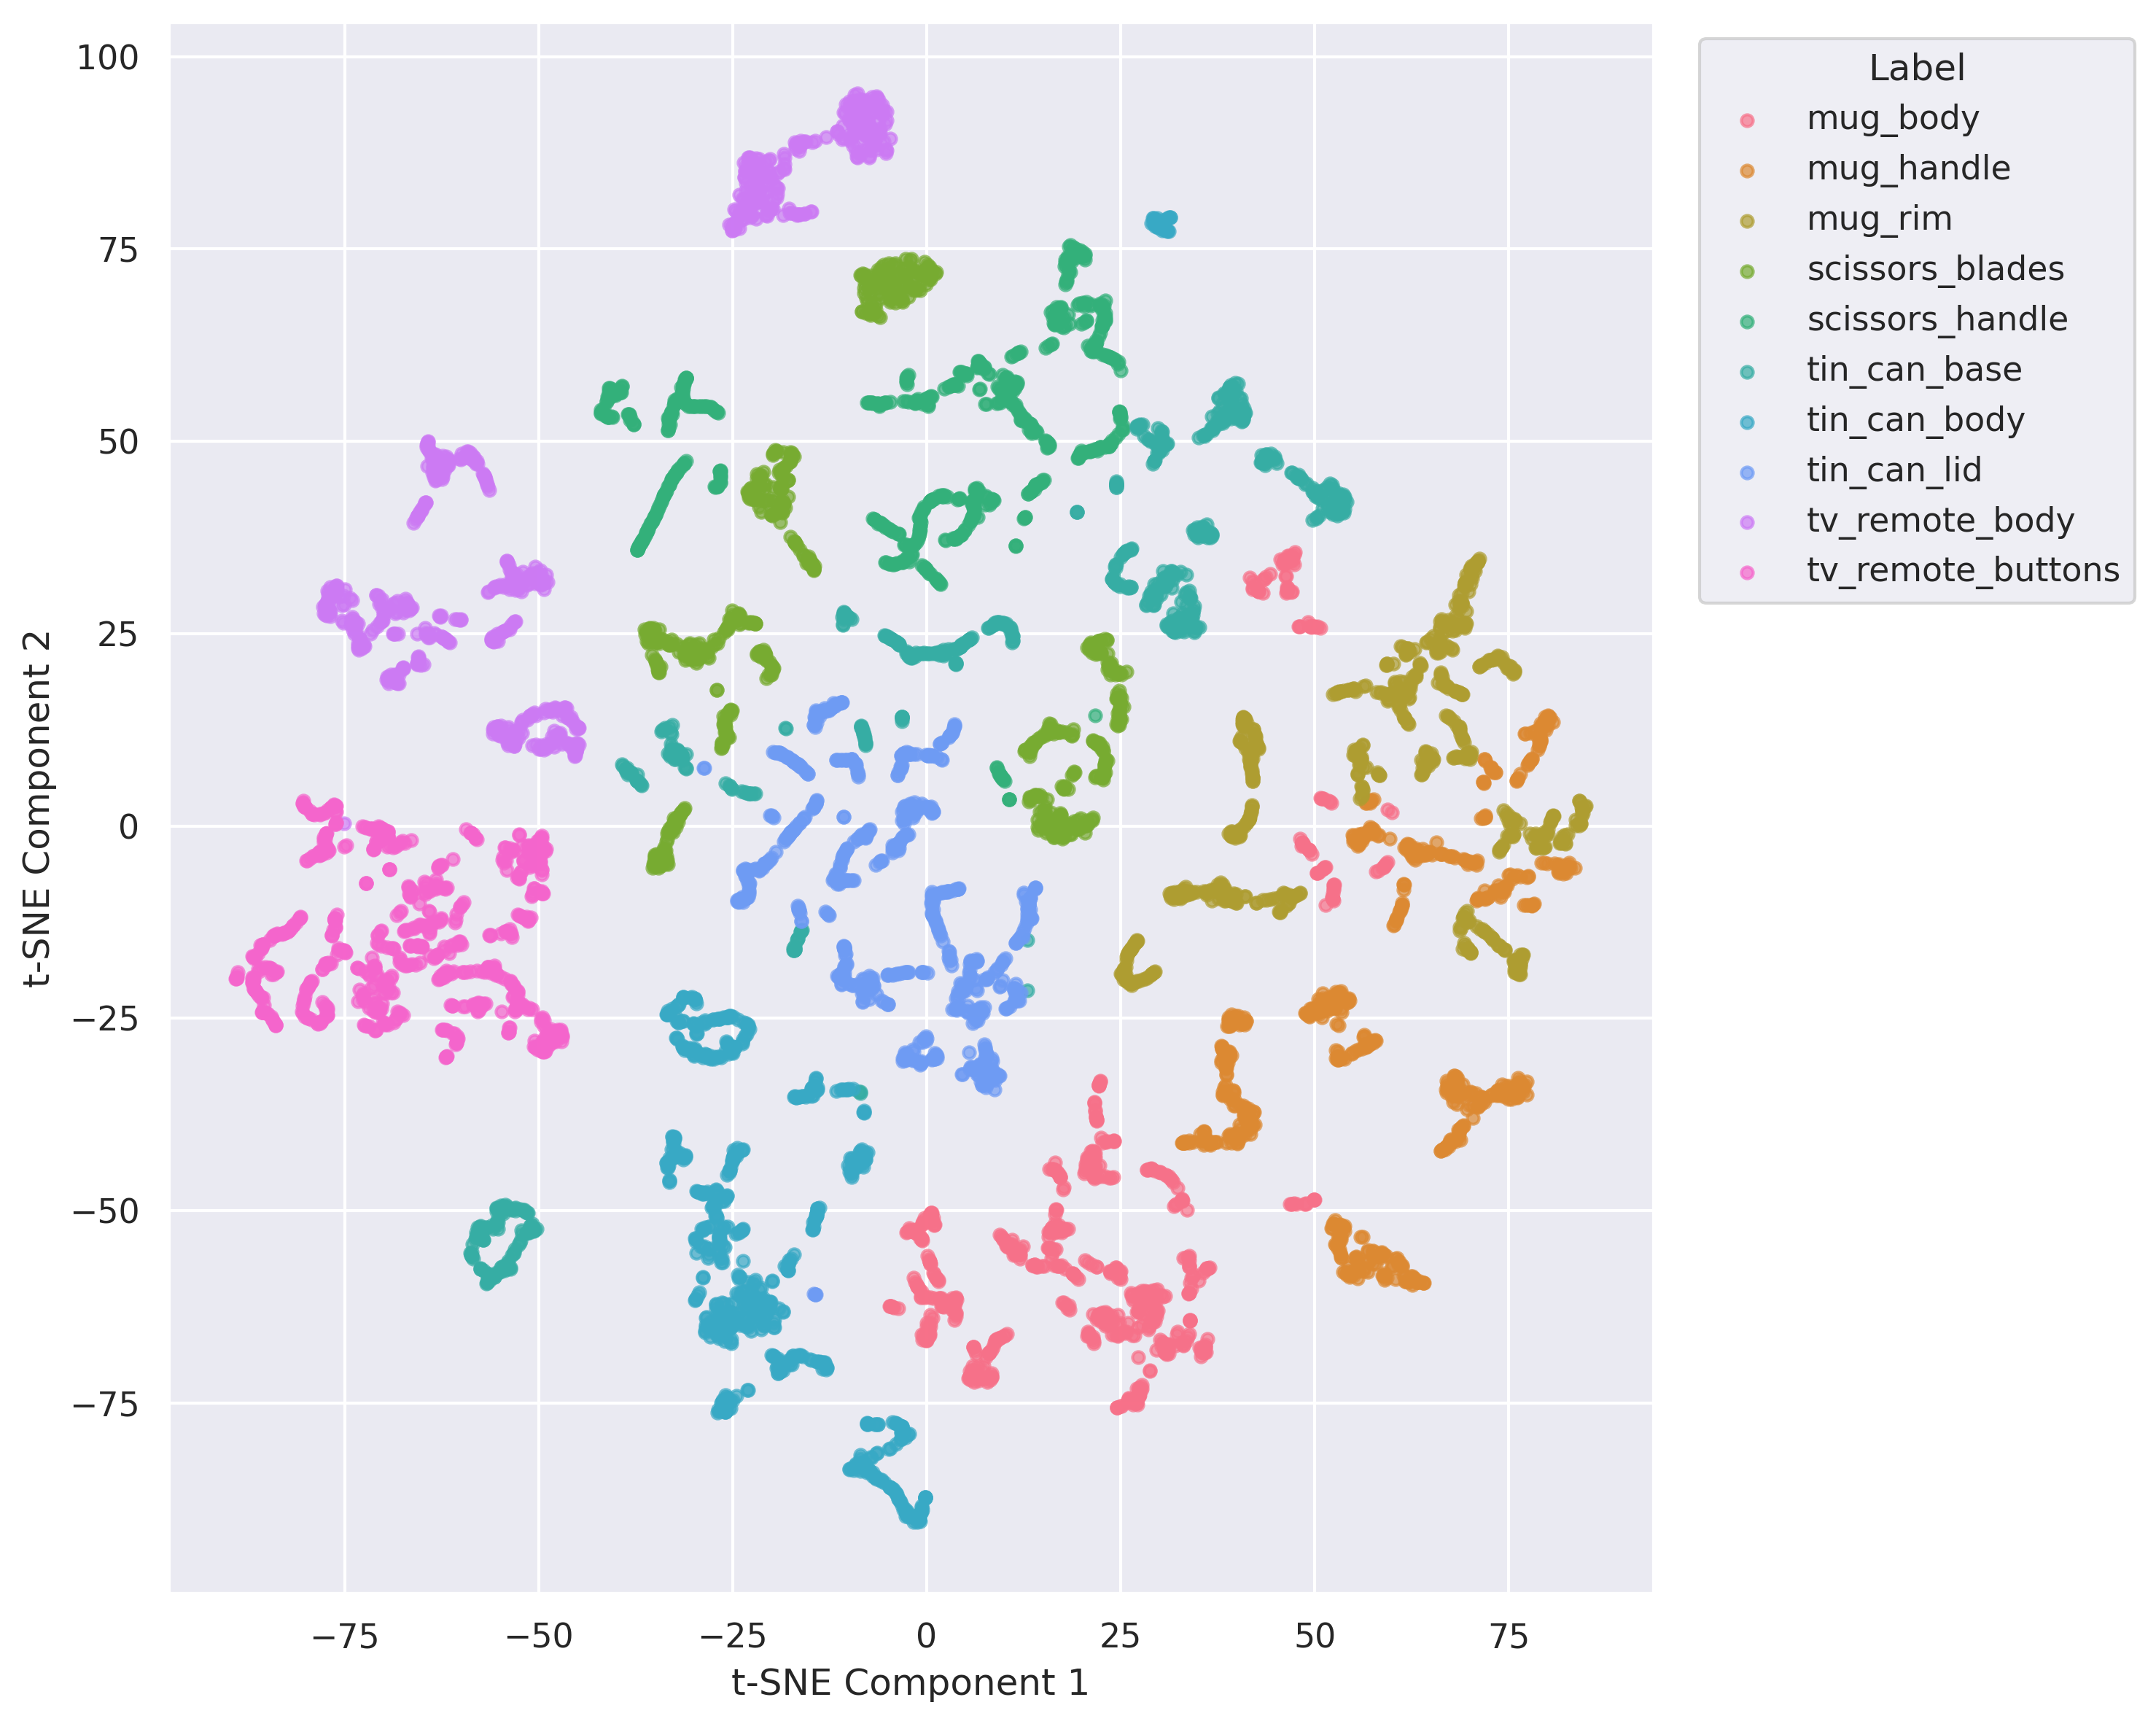 100
75
50
25
0
−25
−50
−75
−75
−50
−25
0
25
50
75
t-SNE Component 1
t-SNE Component 2
Label
mug_body
mug_handle
mug_rim
scissors_blades
scissors_handle
tin_can_base
tin_can_body
tin_can_lid
tv_remote_body
tv_remote_buttons